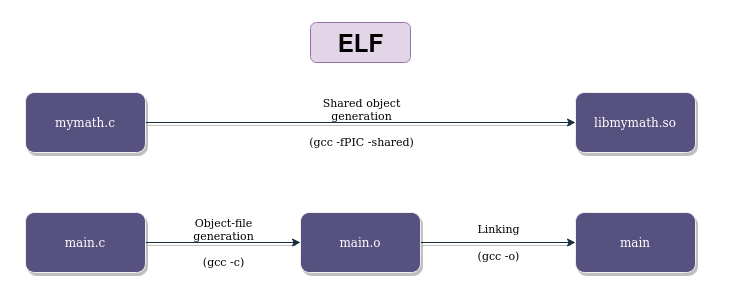 ELF
mymath.c
Shared object
generation
(gcc -fPIC -shared)
libmymath.so
main.c
Object-file
generation
(gcc -c)
main.o
Linking
(gcc -o)
main